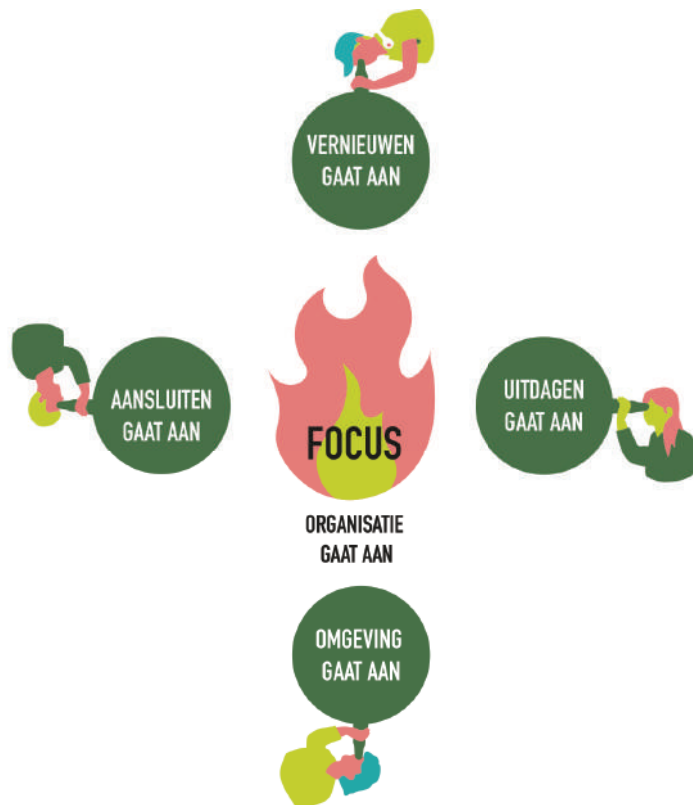 VERNIEUWEN
GAAT AAN
AANSLUITEN
GAAT AAN
FOCUS
UITDAGEN
GAAT AAN
ORGANISATIE
GAAT AAN
OMGEVING
GAAT AAN